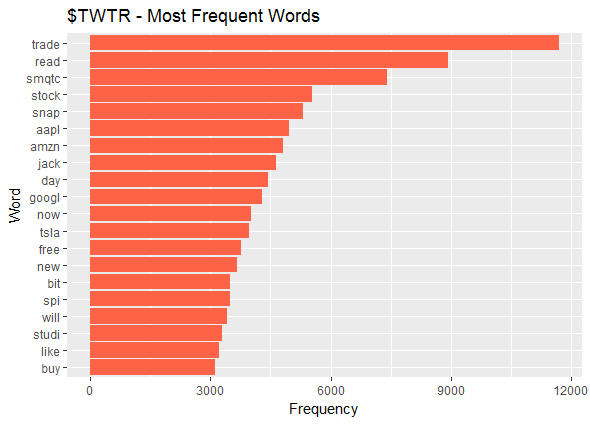 $TWTR - Most Frequent Words
trade
read
smqtc
stock
snap
aapl
amzn
jack
day
googl
now
tsla
free
new
bit
spi
will
studi
like
buy
Word
0 3000 6000 9000 12000
Frequency